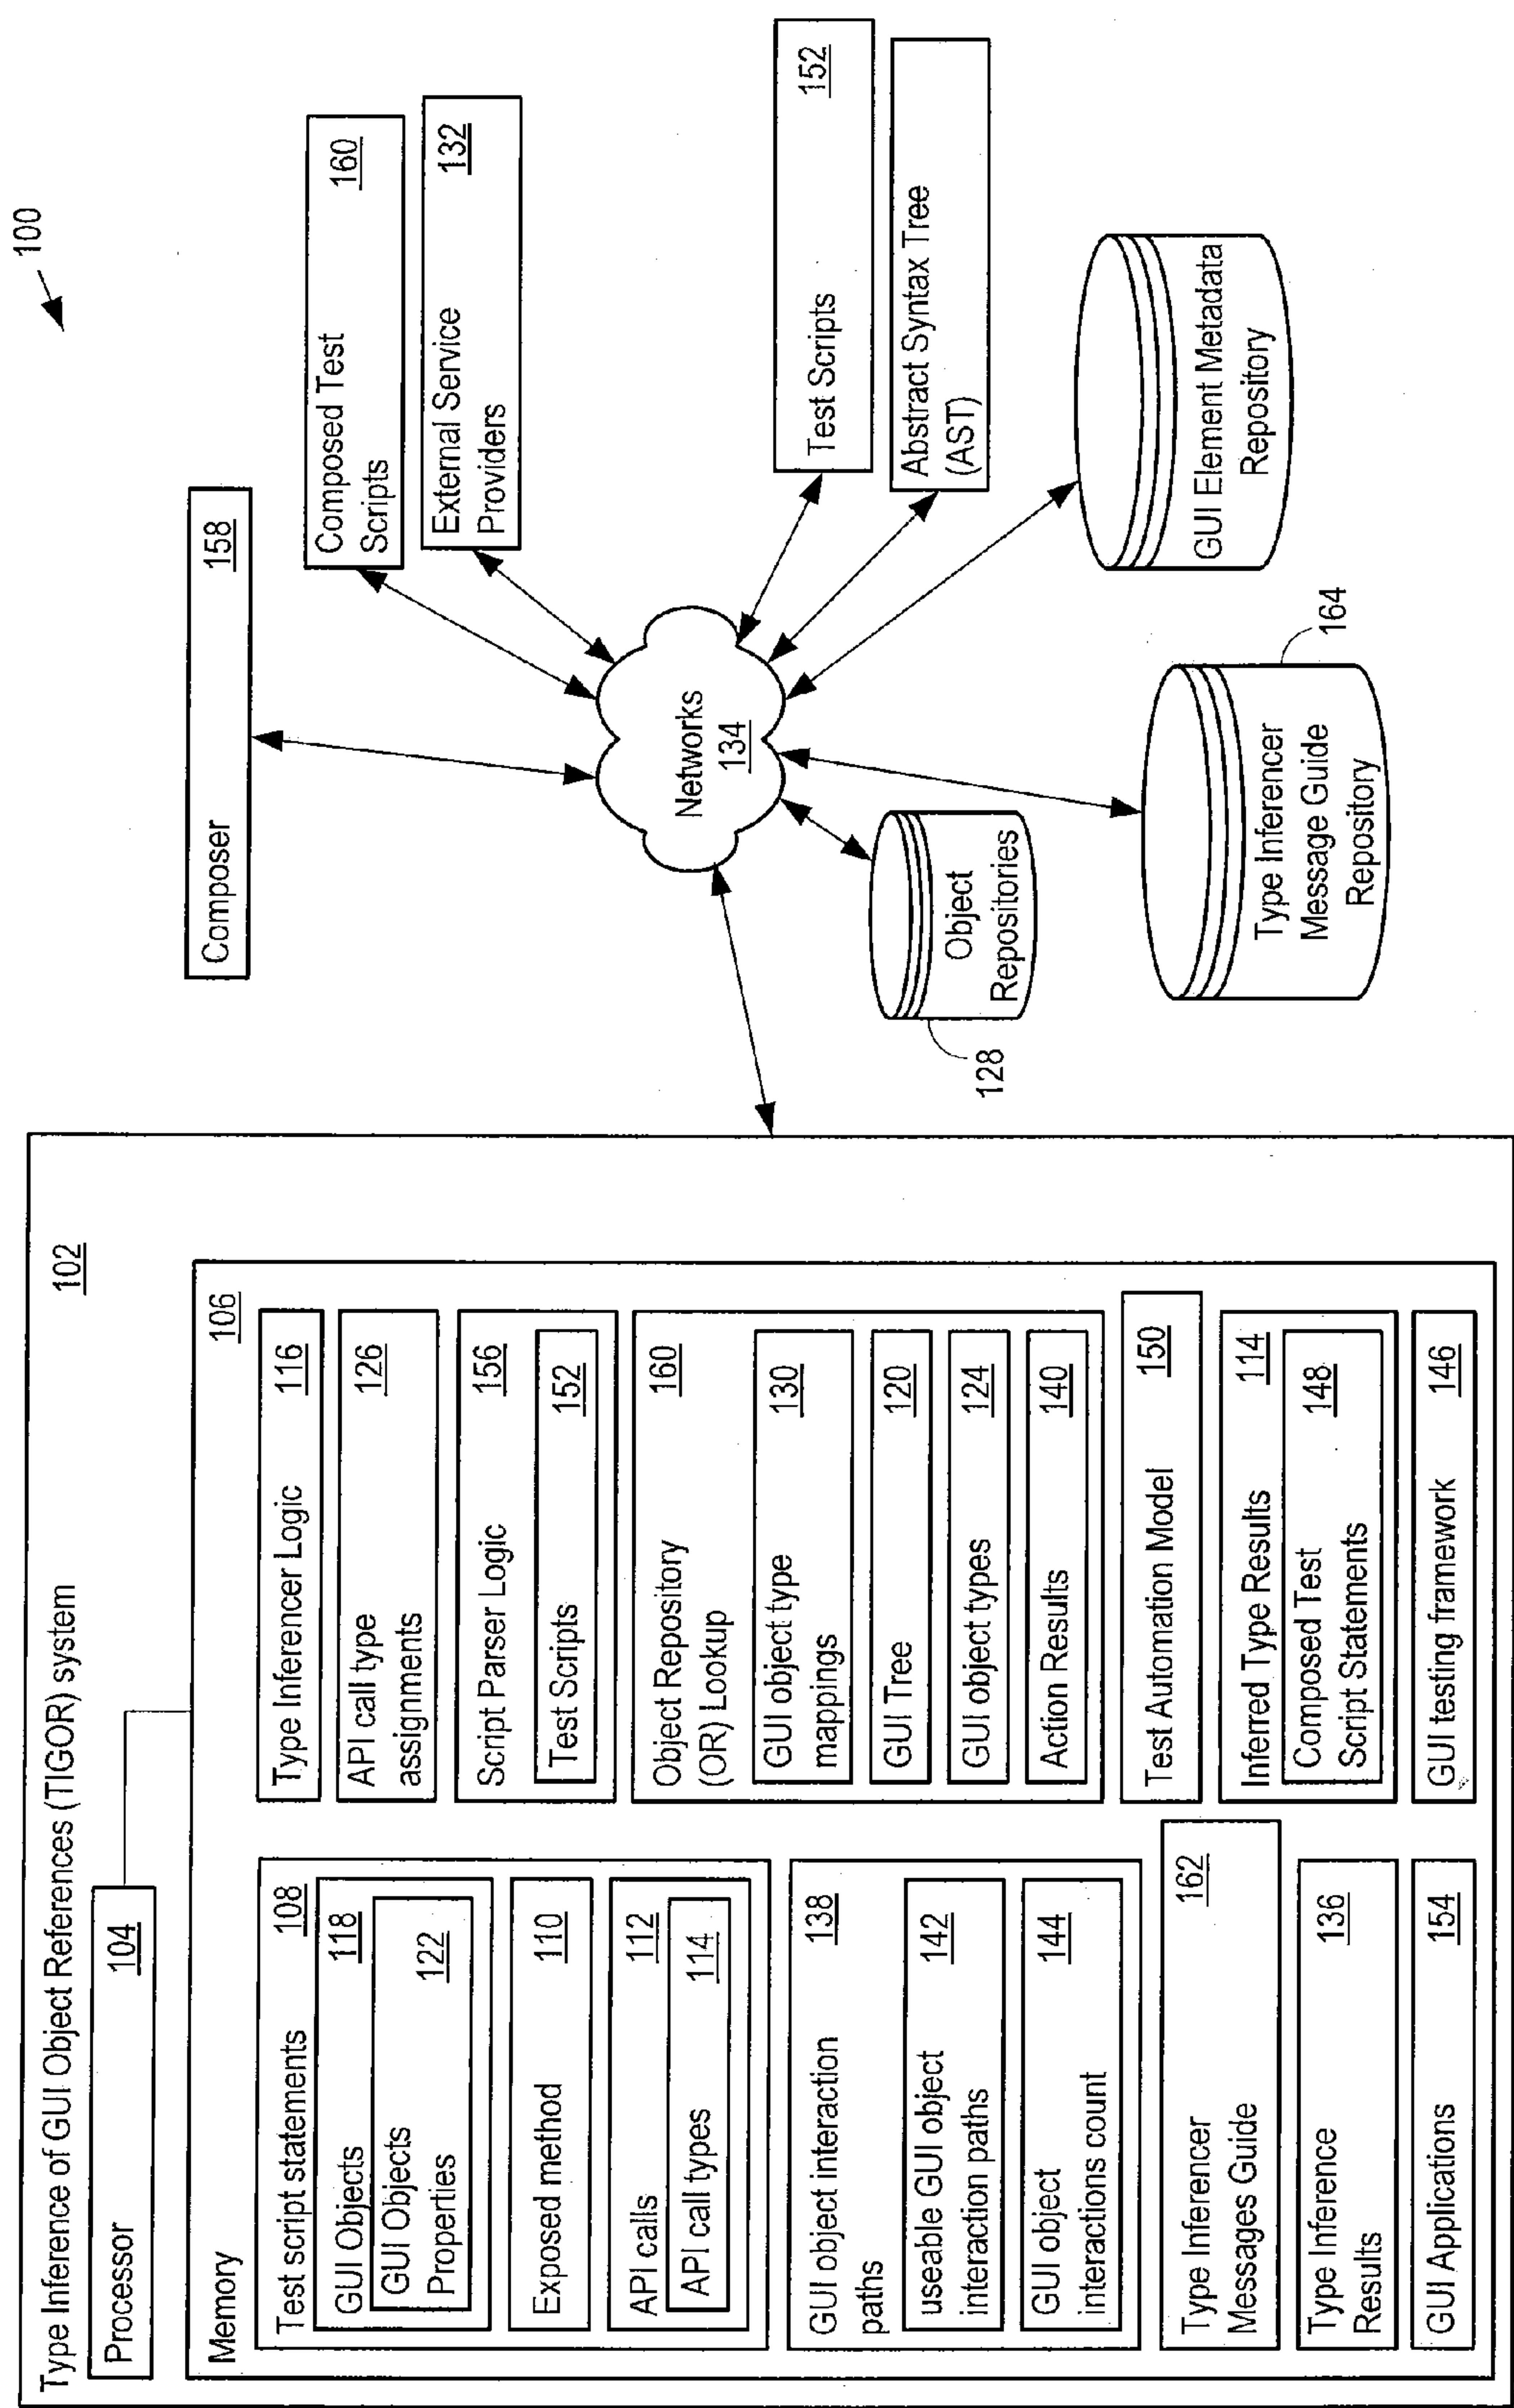 100
Type Inference of GUI Object References (TIGOR) system
102
Processor
104
Memory
106
Test script statements
108
GUI Objects
118
GUI Objects
Properties
122
Exposed method
110
API calls
112
API call types
114
GUI object interaction
paths
138
useable GUI object
interaction paths
142
GUI object
interactions count
144
Type Inferencer
Messages Guide
162
Type Inference
Results
136
GUI Applications
154
Type Inferencer Logic
116
API call type
assignments
126
Script Parser Logic
156
Test Scripts
152
Object Repository
(OR) Lookup
160
GUI object type
mappings
130
GUI Tree
120
GUI object types
124
Action Results
140
Test Automation Model
150
Inferred Type Results
114
Composed Test
Script Statements
148
GUI testing framework
146
Composer
158
Composed Test
Scripts
160
External Service
Providers
132
Networks
134
Test Scripts
152
Abstract Syntax Tree
(AST)
Object
Repositories
128
Type Inferencer
Message Guide
Repository
164
GUI Element Metadata
Repository